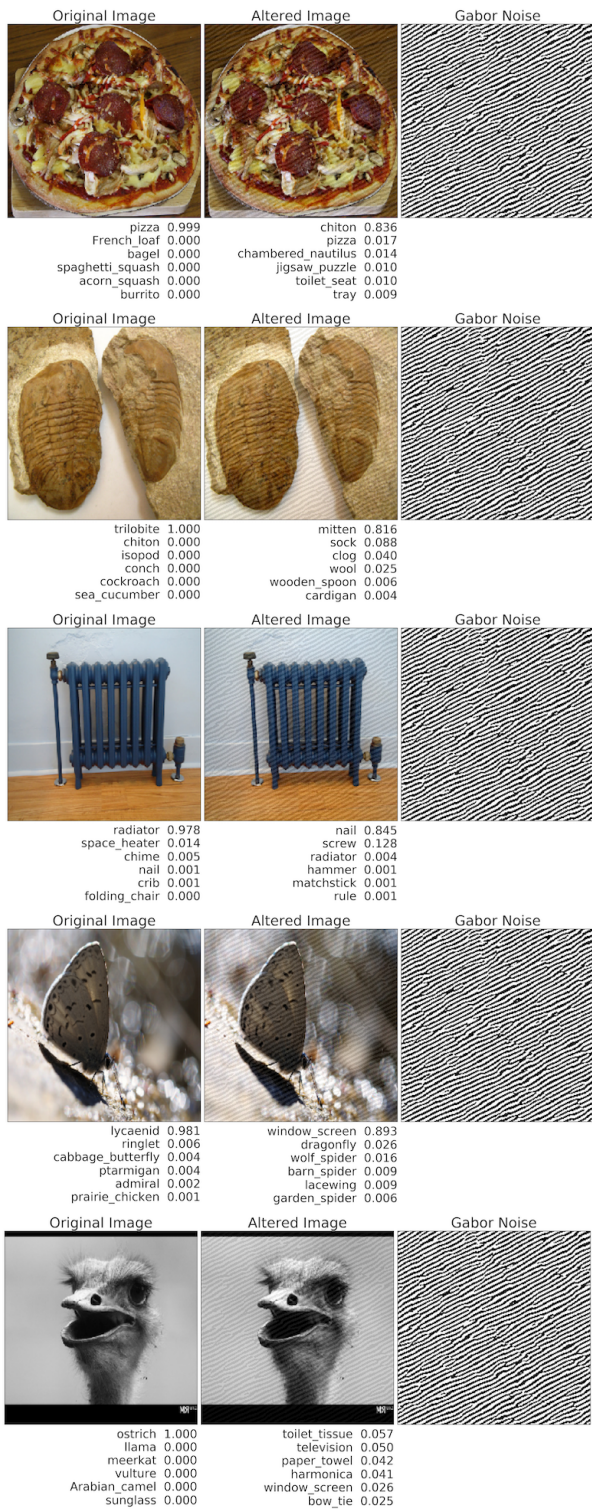 Original Image Altered Image Gabor Noise
pizza 0.999 chiton 0.836
French_loaf 0.000 pizza 0.017
bagel 0.000 chambered_nautilus 0.014
spaghetti_squash 0.000 jigsaw_puzzle 0.010
acorn_squash 0.000 toilet_seat 0.010
burrito 0.000 tray 0.009
Original Image Altered Image Gabor Noise
trilobite 1.000 mitten 0.816
chiton 0.000 sock 0.088
isopod 0.000 clog 0.040
conch 0.000 wool 0.025
cockroach 0.000 wooden_spoon 0.006
sea_cucumber 0.000 cardigan 0.004
Original Image Altered Image Gabor Noise
radiator 0.978 nail 0.845
space_heater 0.014 screw 0.128
chime 0.005 radiator 0.004
nail 0.001 hammer 0.001
crib 0.001 matchstick 0.001
folding_chair 0.000 rule 0.001
Original Image Altered Image Gabor Noise
lycaenid 0.981 window_screen 0.893
ringlet 0.006 dragonfly 0.026
cabbage_butterfly 0.004 wolf_spider 0.016
ptarmigan 0.004 barn_spider 0.009
admiral 0.002 lacewing 0.009
prairie_chicken 0.001 garden_spider 0.006
Original Image Altered Image Gabor Noise
ostrich 1.000 toilet_tissue 0.057
llama 0.000 television 0.050
meerkat 0.000 paper_towel 0.042
vulture 0.000 harmonica 0.041
Arabian_camel 0.000 window_screen 0.026
sunglass 0.000 bow_tie 0.025